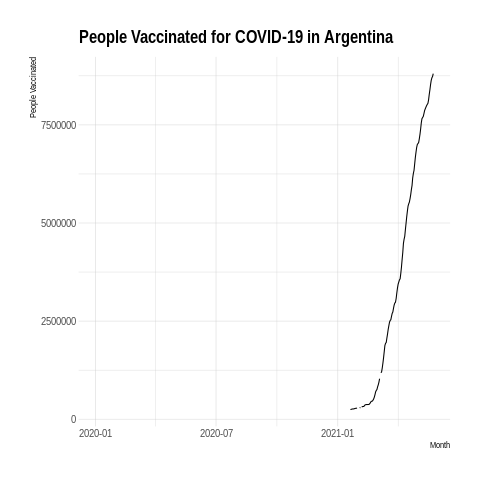 People Vaccinated for COVID-19 in Argentina
People Vaccinated
7500000
5000000
2500000
0
2020-01 2020-07 2021-01
Month